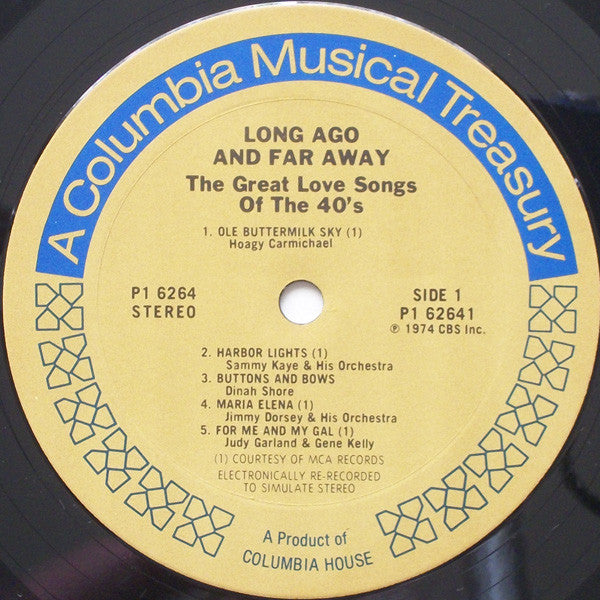 A Columbia Musical Treasury
LONG AGO
AND FAR AWAY
The Great Love Songs
Of The 40's
1. OLE BUTTERMILK SKY (1)
Hoagy Carmichael
P1 6264
STEREO
SIDE 1
P1 62641
℗ 1974 CBS Inc.
2. HARBOR LIGHTS (1)
Sammy Kaye & His Orchestra
3. BUTTONS AND BOWS
Dinah Shore
4. MARIA ELENA (1)
Jimmy Dorsey & His Orchestra
5. FOR ME AND MY GAL (1)
Judy Garland & Gene Kelly
(1) COURTESY OF MCA RECORDS
ELECTRONICALLY RE-RECORDED
TO SIMULATE STEREO
A Product of
COLUMBIA HOUSE